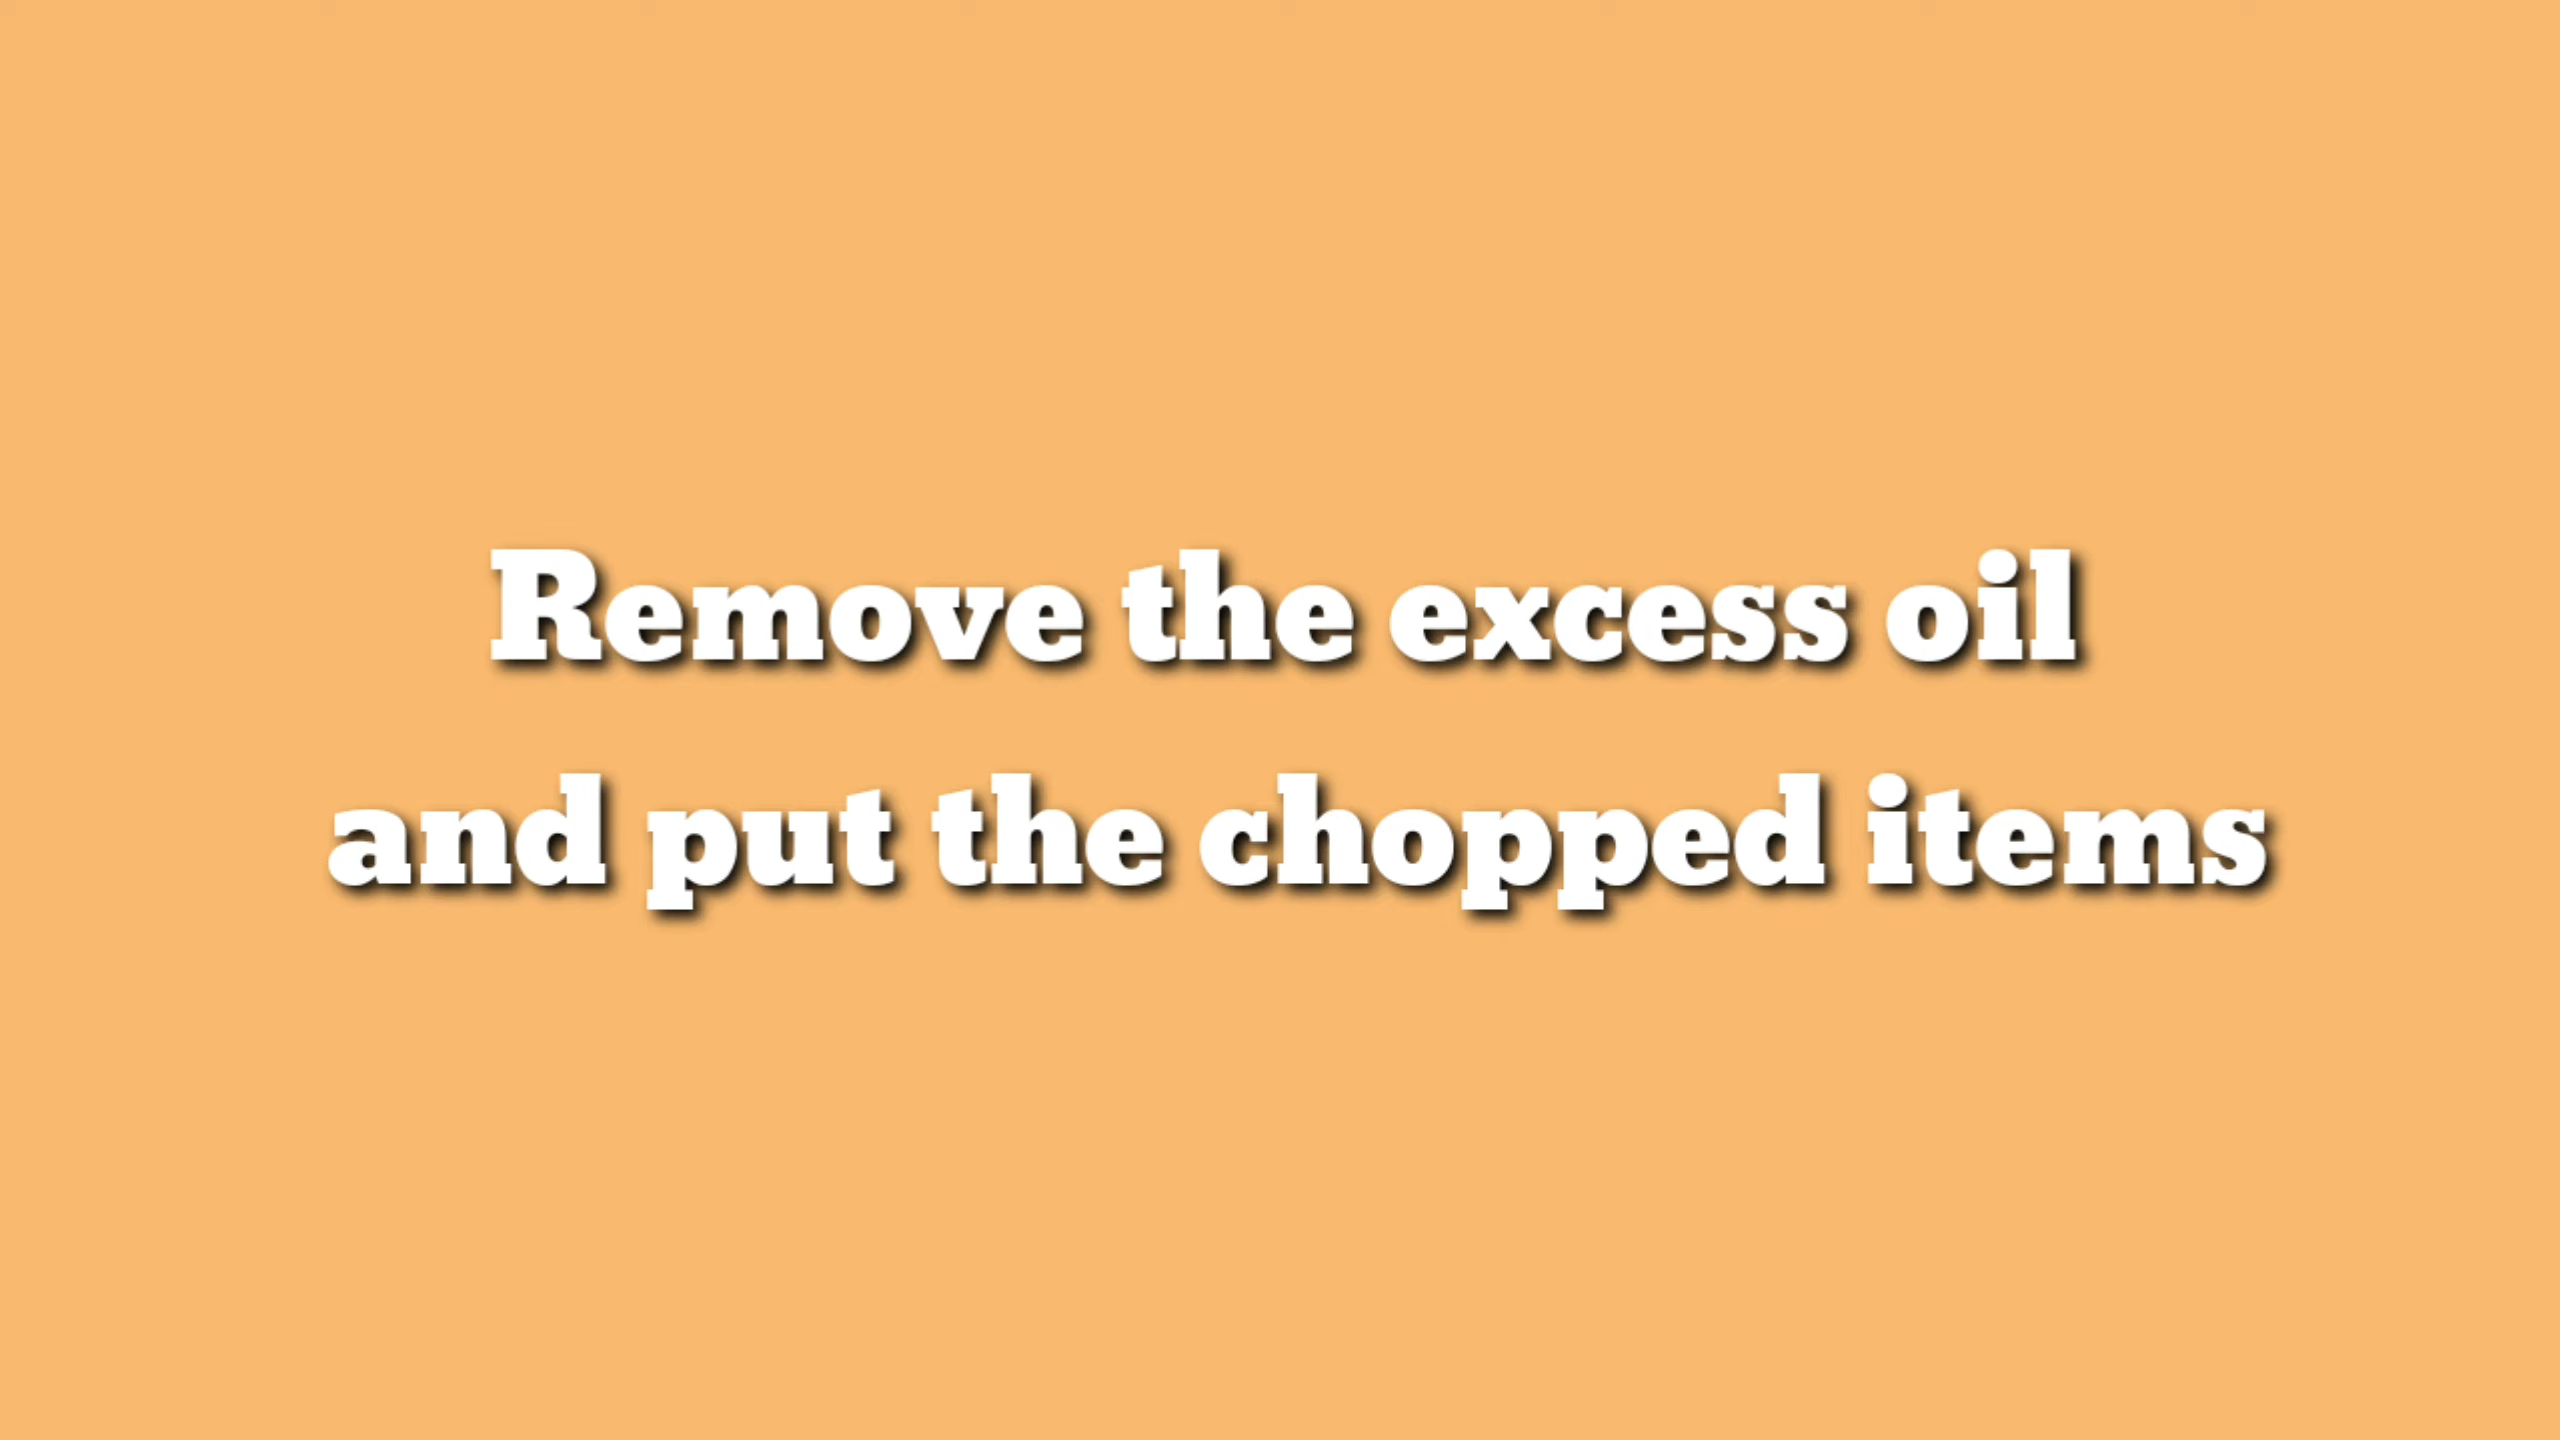 Remove the excess oil
and put the chopped items